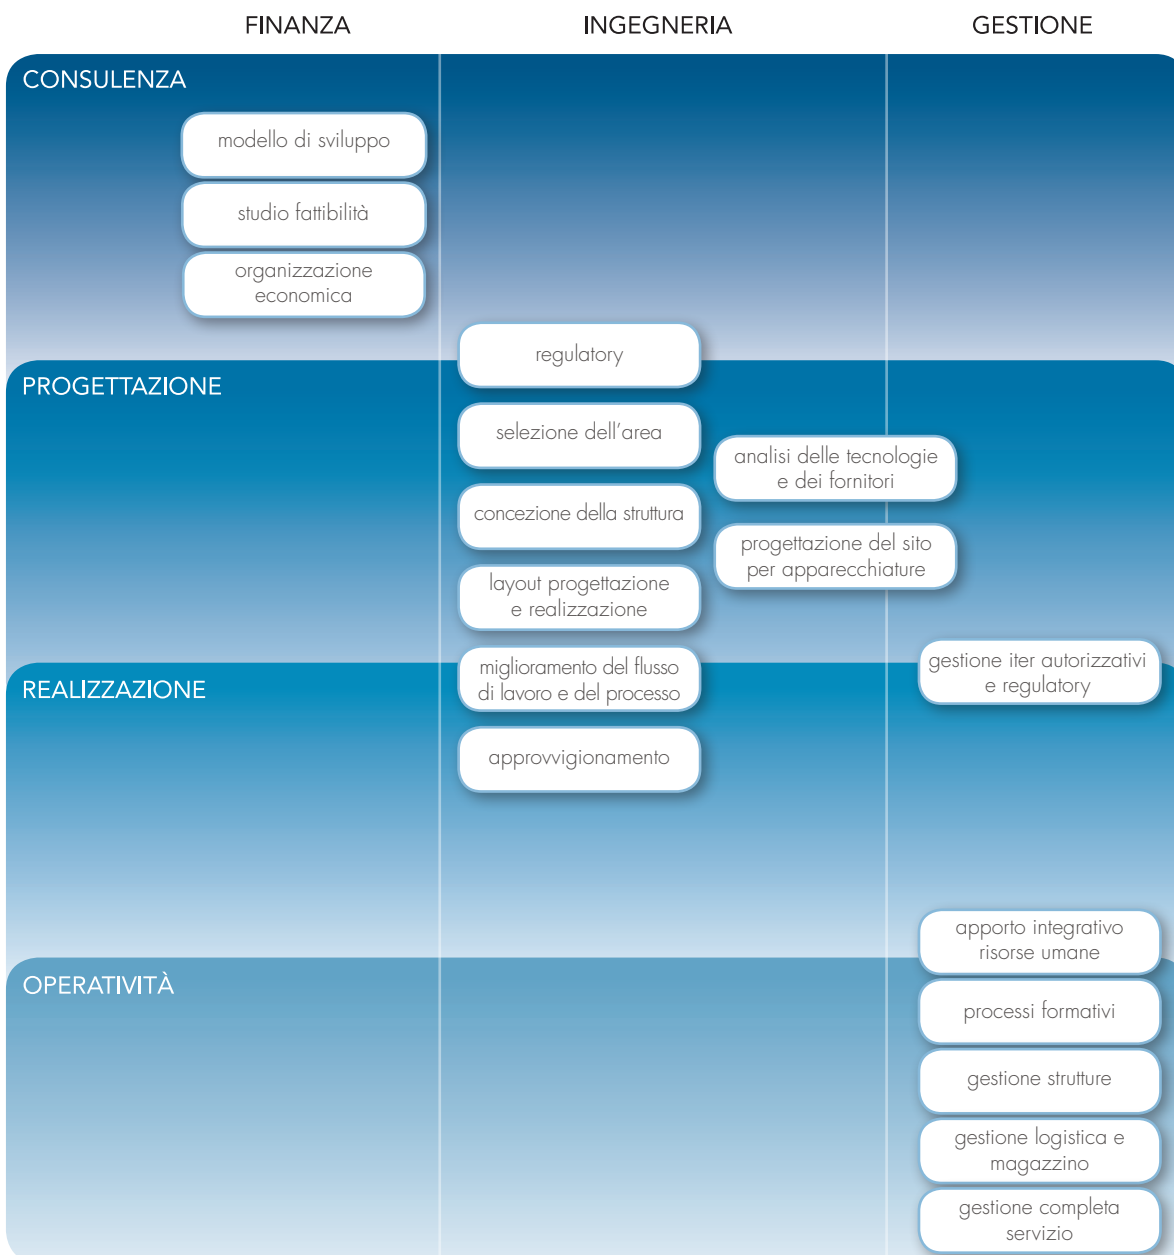 FINANZA
INGEGNERIA
GESTIONE
CONSULENZA
modello di sviluppo
studio fattibilità
organizzazione
economica
regulatory
PROGETTAZIONE
selezione dell'area
analisi delle tecnologie
e dei fornitori
concezione della struttura
progettazione del sito
per apparecchiature
layout progettazione
e realizzazione
miglioramento del flusso
di lavoro e del processo
gestione iter autorizzativi
e regulatory
REALIZZAZIONE
approvvigionamento
apporto integrativo
risorse umane
OPERATIVITÀ
processi formativi
gestione strutture
gestione logistica e
magazzino
gestione completa
servizio